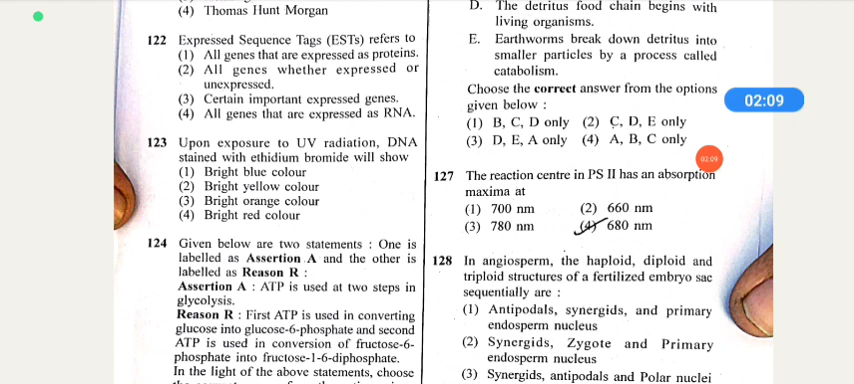 (4) Thomas Hunt Morgan
122 Expressed Sequence Tags (ESTs) refers to
(1) All genes that are expressed as proteins.
(2) All genes whether expressed or
unexpressed.
(3) Certain important expressed genes.
(4) All genes that are expressed as RNA.
123 Upon exposure to UV radiation, DNA
stained with ethidium bromide will show
(1) Bright blue colour
(2) Bright yellow colour
(3) Bright orange colour
(4) Bright red colour
124 Given below are two statements : One is
labelled as Assertion A and the other is
labelled as Reason R :
Assertion A : ATP is used at two steps in
glycolysis.
Reason R : First ATP is used in converting
glucose into glucose-6-phosphate and second
ATP is used in conversion of fructose-6-
phosphate into fructose-1-6-diphosphate.
In the light of the above statements, choose
D. The detritus food chain begins with
living organisms.
E. Earthworms break down detritus into
smaller particles by a process called
catabolism.
Choose the correct answer from the options
given below :
(1) B, C, D only (2) C, D, E only
(3) D, E, A only (4) A, B, C only
127 The reaction centre in PS II has an absorption
maxima at
(1) 700 nm (2) 660 nm
(3) 780 nm (4) 680 nm
128 In angiosperm, the haploid, diploid and
triploid structures of a fertilized embryo sac
sequentially are :
(1) Antipodals, synergids, and primary
endosperm nucleus
(2) Synergids, Zygote and Primary
endosperm nucleus
(3) Synergids, antipodals and Polar nuclei
02:09
02:09